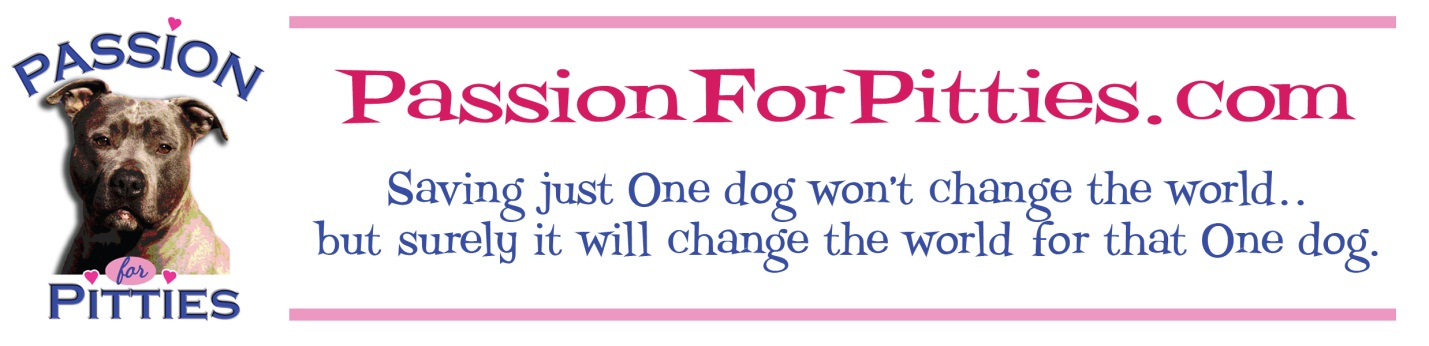 PASSION
for
PITTIES
PassionForPitties.com
Saving just One dog won't change the world..
but surely it will change the world for that One dog.